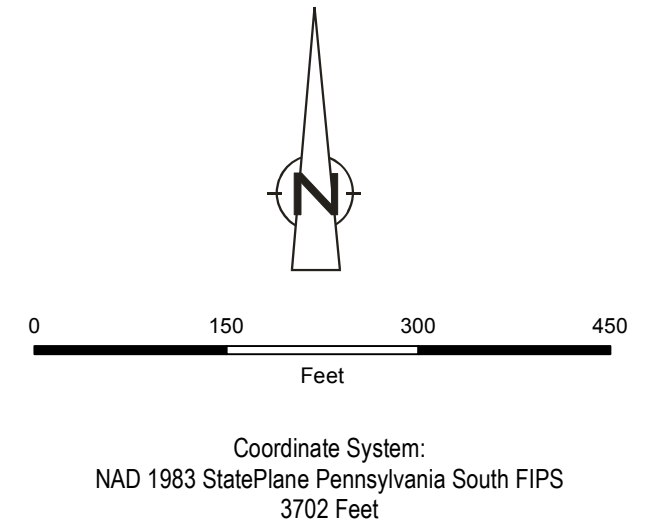 N
0 150 300 450
Feet
Coordinate System:
NAD 1983 StatePlane Pennsylvania South FIPS
3702 Feet